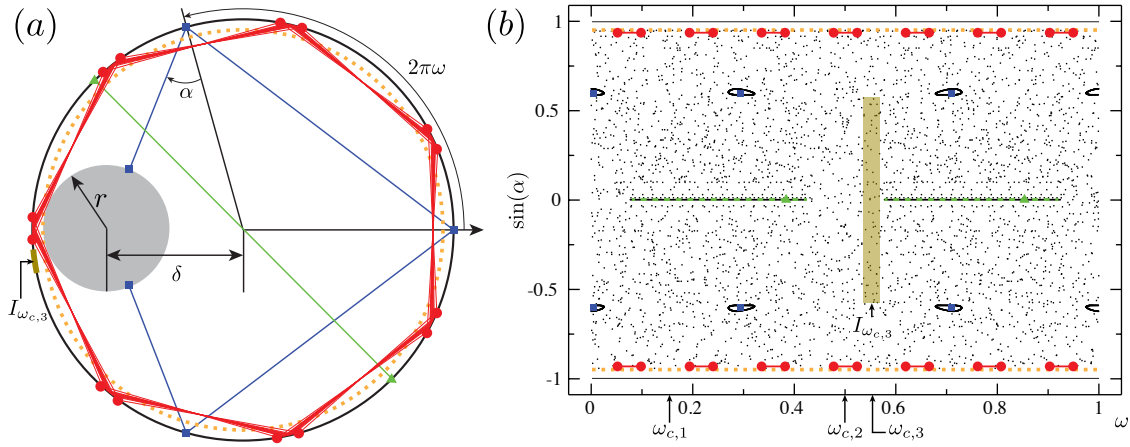 (a)
2πω
α
r
δ
I_{ω_{c,3}}
(b)
sin(α)
1
0.5
0
-0.5
-1
I_{ω_{c,3}}
0 0.2 0.4 0.6 0.8 1 ω
ω_{c,1} ω_{c,2} ω_{c,3}